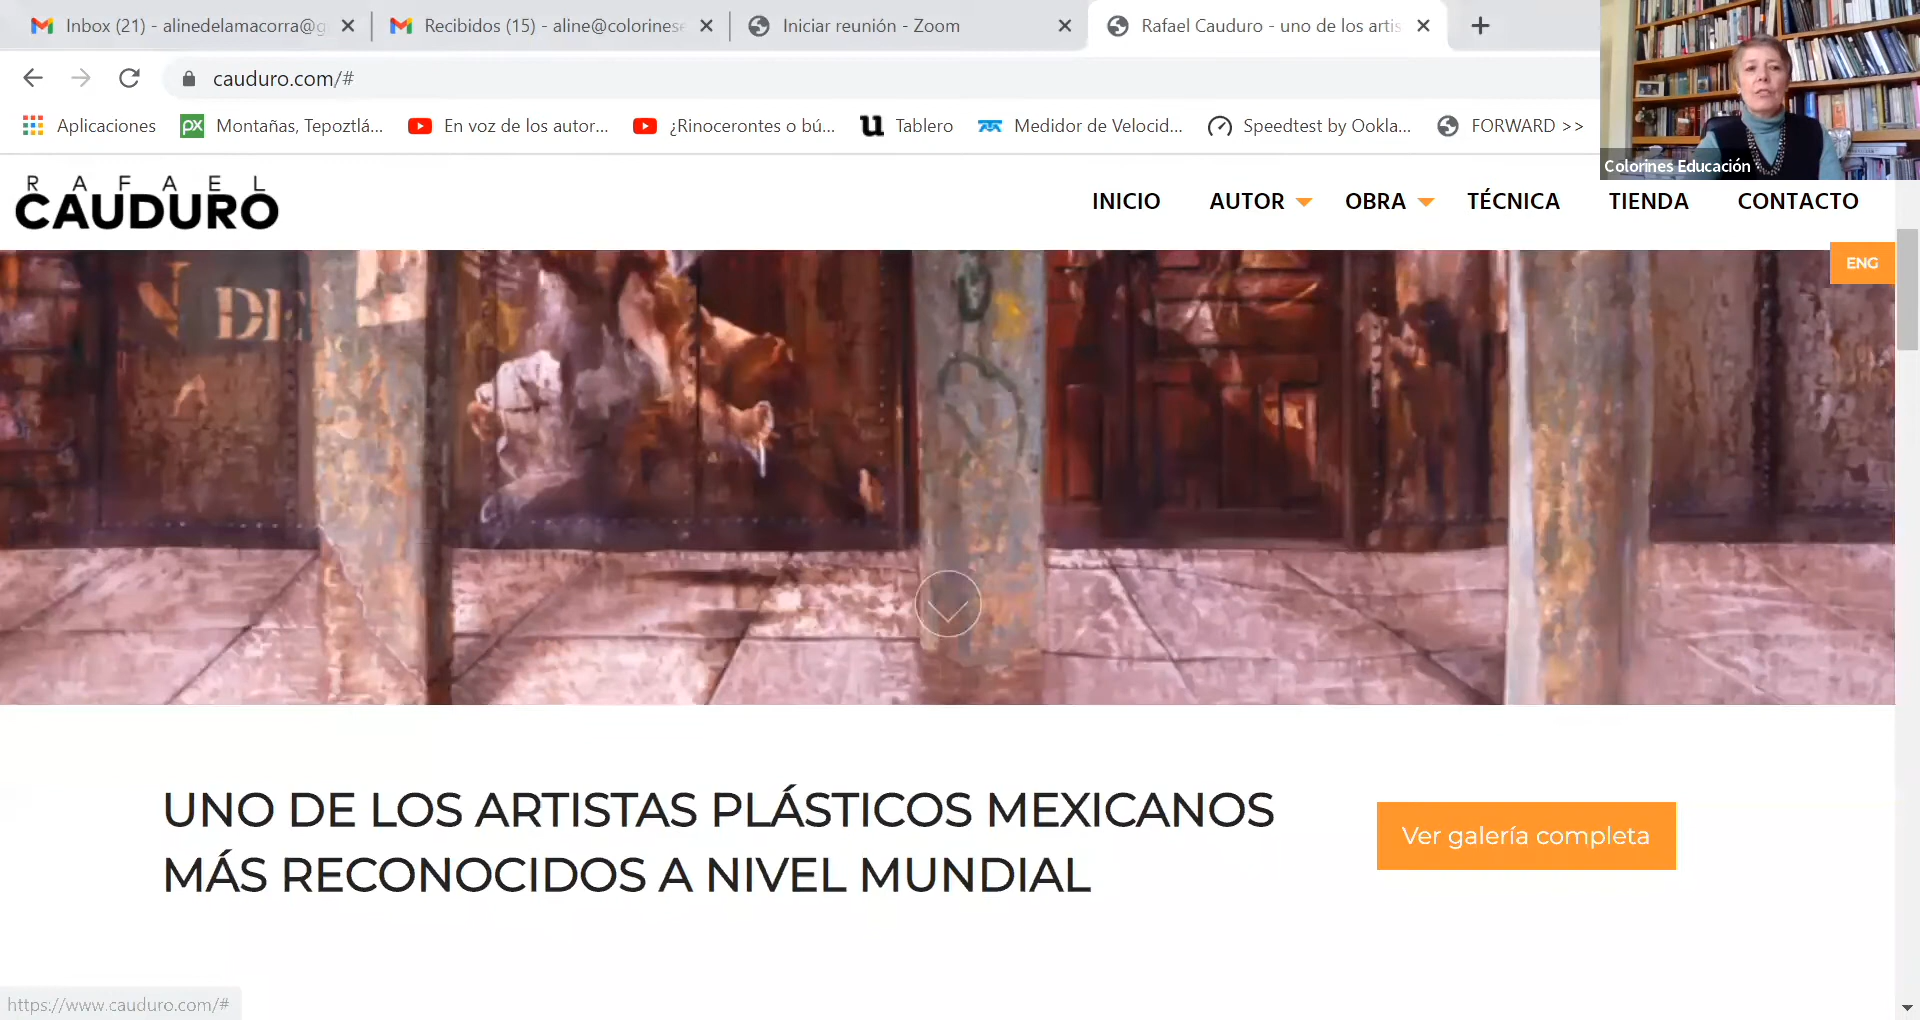 Inbox (21) - alinedelamacorra@g
Recibidos (15) - aline@colorinese
Iniciar reunión - Zoom
Rafael Cauduro - uno de los artis
cauduro.com/#
Aplicaciones
px
Montañas, Tepoztlá...
En voz de los autor...
¿Rinocerontes o bú...
u
Tablero
Medidor de Velocid...
Speedtest by Ookla...
FORWARD >>
Colorines Educación
RAFAEL
CAUDURO
INICIO
AUTOR
OBRA
TÉCNICA
TIENDA
CONTACTO
ENG
DE
UNO DE LOS ARTISTAS PLÁSTICOS MEXICANOS
MÁS RECONOCIDOS A NIVEL MUNDIAL
Ver galería completa
https://www.cauduro.com/#